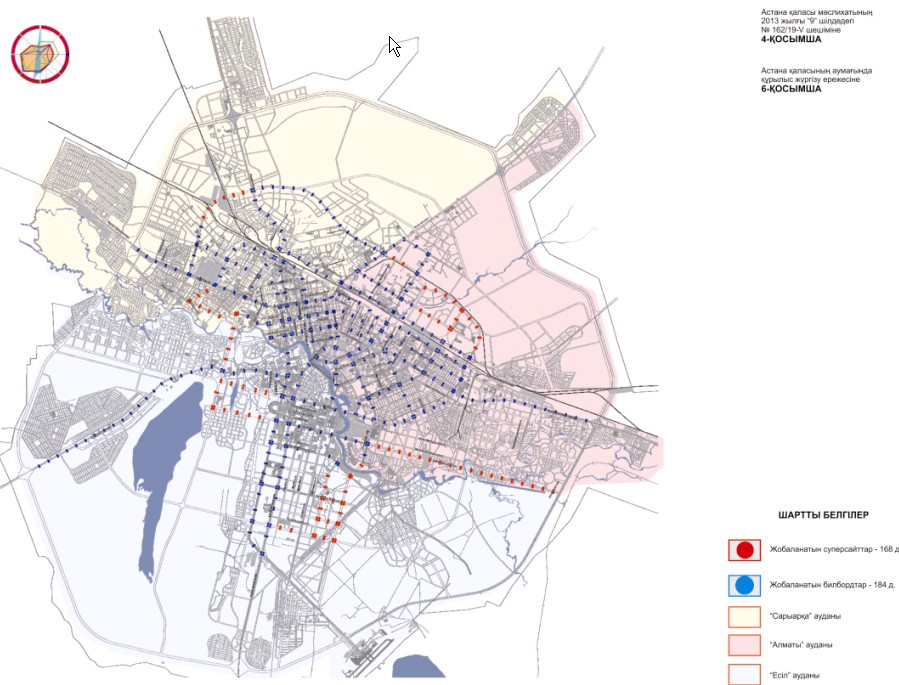 Астана қаласы мәслихатының
2013 жылғы "9" шілдедегі
№ 162/19-V шешіміне
4-ҚОСЫМША
Астана қаласының аумағында
құрылыс жүргізу ережесіне
6-ҚОСЫМША
ШАРТТЫ БЕЛГІЛЕР
Жобаланатын суперсайттар - 168 д
Жобаланатын билбордтар - 184 д.
"Сарыарқа" ауданы
"Алматы" ауданы
"Есіл" ауданы